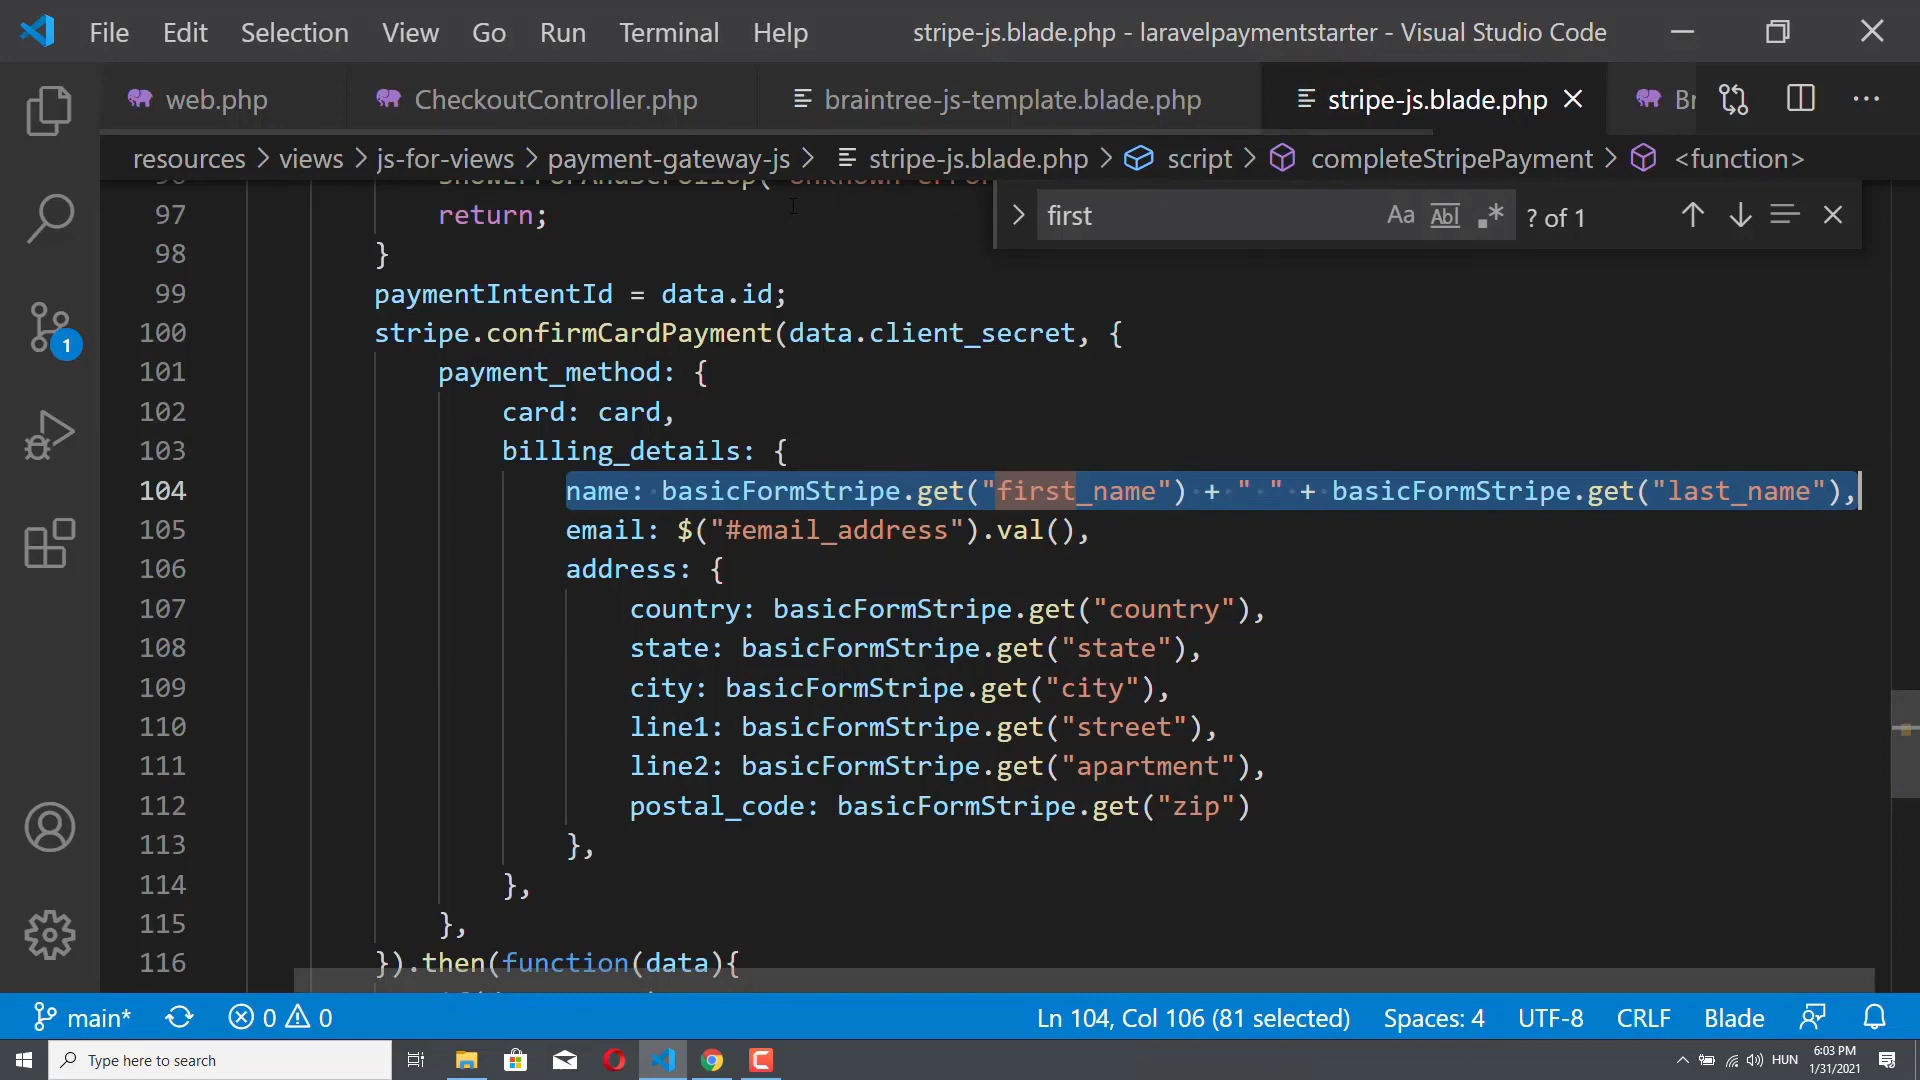 File Edit Selection View Go Run Terminal Help stripe-js.blade.php - laravelpaymentstarter - Visual Studio Code
web.php CheckoutController.php braintree-js-template.blade.php stripe-js.blade.php Br
resources > views > js-for-views > payment-gateway-js > stripe-js.blade.php > script > completeStripePayment > <function>
first Aa Abl .* ? of 1
97 return;
98 }
99 paymentIntentId = data.id;
100 stripe.confirmCardPayment(data.client_secret, {
101 payment_method: {
102 card: card,
103 billing_details: {
104 name: basicFormStripe.get("first_name") + " " + basicFormStripe.get("last_name"),
105 email: $("#email_address").val(),
106 address: {
107 country: basicFormStripe.get("country"),
108 state: basicFormStripe.get("state"),
109 city: basicFormStripe.get("city"),
110 line1: basicFormStripe.get("street"),
111 line2: basicFormStripe.get("apartment"),
112 postal_code: basicFormStripe.get("zip")
113 },
114 },
115 },
116 }).then(function(data){
1
main* 0 0 Ln 104, Col 106 (81 selected) Spaces: 4 UTF-8 CRLF Blade
Type here to search HUN 6:03 PM
1/31/2021